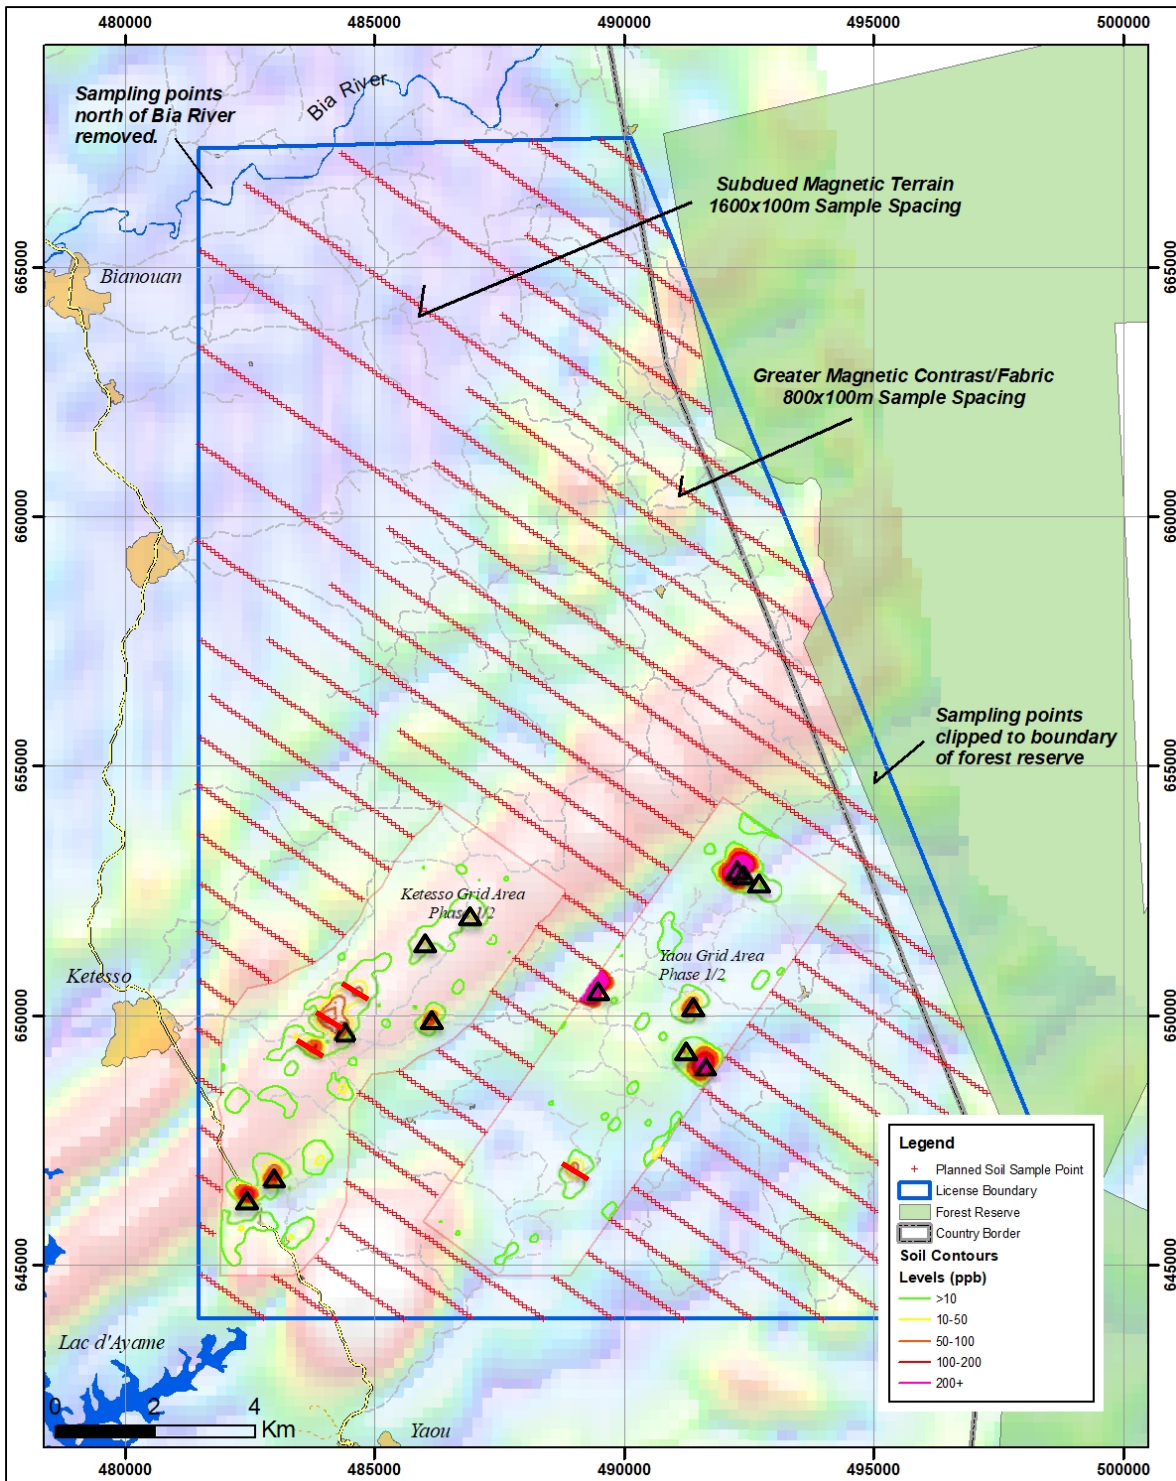 480000 485000 490000 495000 500000
Sampling points
north of Bia River
removed.
Bia River
Subdued Magnetic Terrain
1600x100m Sample Spacing
665000
665000
Bianouan
Greater Magnetic Contrast/Fabric
800x100m Sample Spacing
660000
660000
Sampling points
clipped to boundary
of forest reserve
655000
655000
Ketesso Grid Area
Phase 1/2
Yaou Grid Area
Phase 1/2
Ketesso
650000
650000
Legend
Planned Soil Sample Point
License Boundary
Forest Reserve
Country Border
Soil Contours
Levels (ppb)
>10
10-50
50-100
100-200
200+
645000
645000
Lac d'Ayame
0 2 4
Km
Yaou
480000 485000 490000 495000 500000